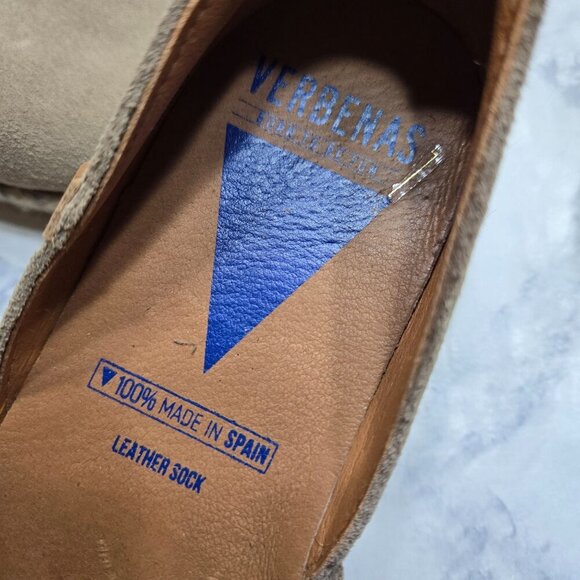 VERBENAS
100% MADE IN SPAIN
LEATHER SOCK